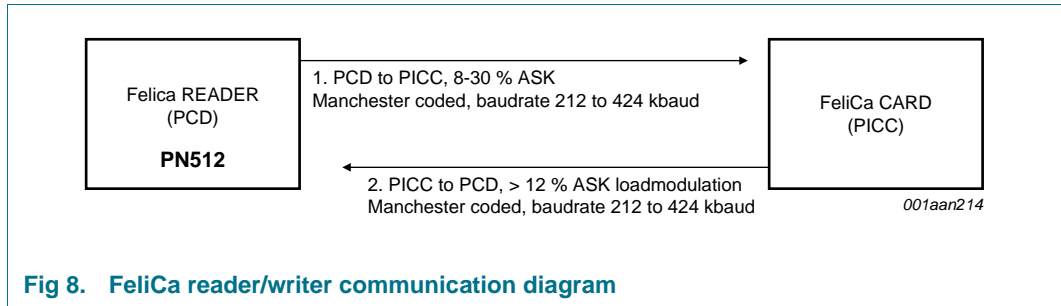 Felica READER
(PCD)
PN512
1. PCD to PICC, 8-30 % ASK
Manchester coded, baudrate 212 to 424 kbaud
2. PICC to PCD, > 12 % ASK loadmodulation
Manchester coded, baudrate 212 to 424 kbaud
FeliCa CARD
(PICC)
001aan214
Fig 8. FeliCa reader/writer communication diagram